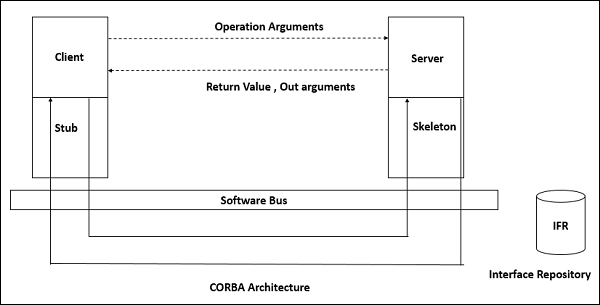 Operation Arguments
Client
Server
Return Value , Out arguments
Stub
Skeleton
Software Bus
IFR
Interface Repository
CORBA Architecture